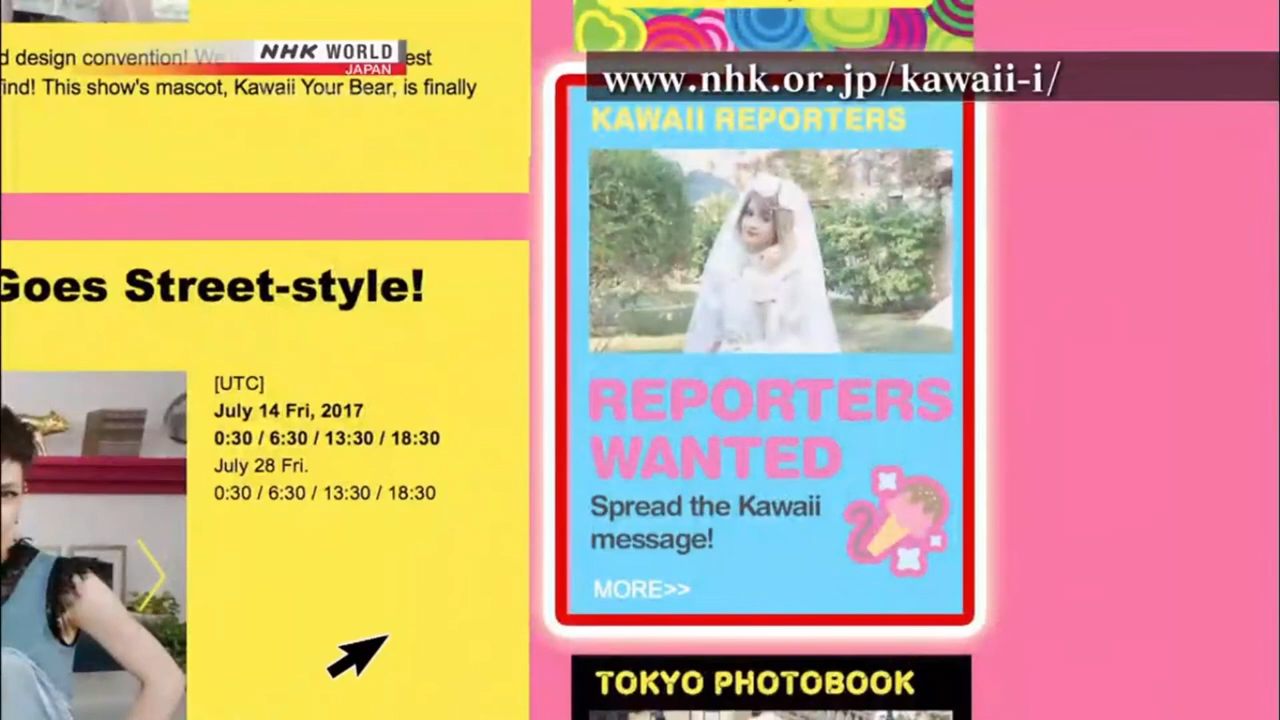 d design convention! We
est
NHK WORLD
JAPAN
ind! This show's mascot, Kawaii Your Bear, is finally
Goes Street-style!
[UTC]
July 14 Fri, 2017
0:30 / 6:30 / 13:30 / 18:30
July 28 Fri.
0:30 / 6:30 / 13:30 / 18:30
www.nhk.or.jp/kawaii-i/
KAWAII REPORTERS
REPORTERS
WANTED
Spread the Kawaii
message!
MORE>>
TOKYO PHOTOBOOK